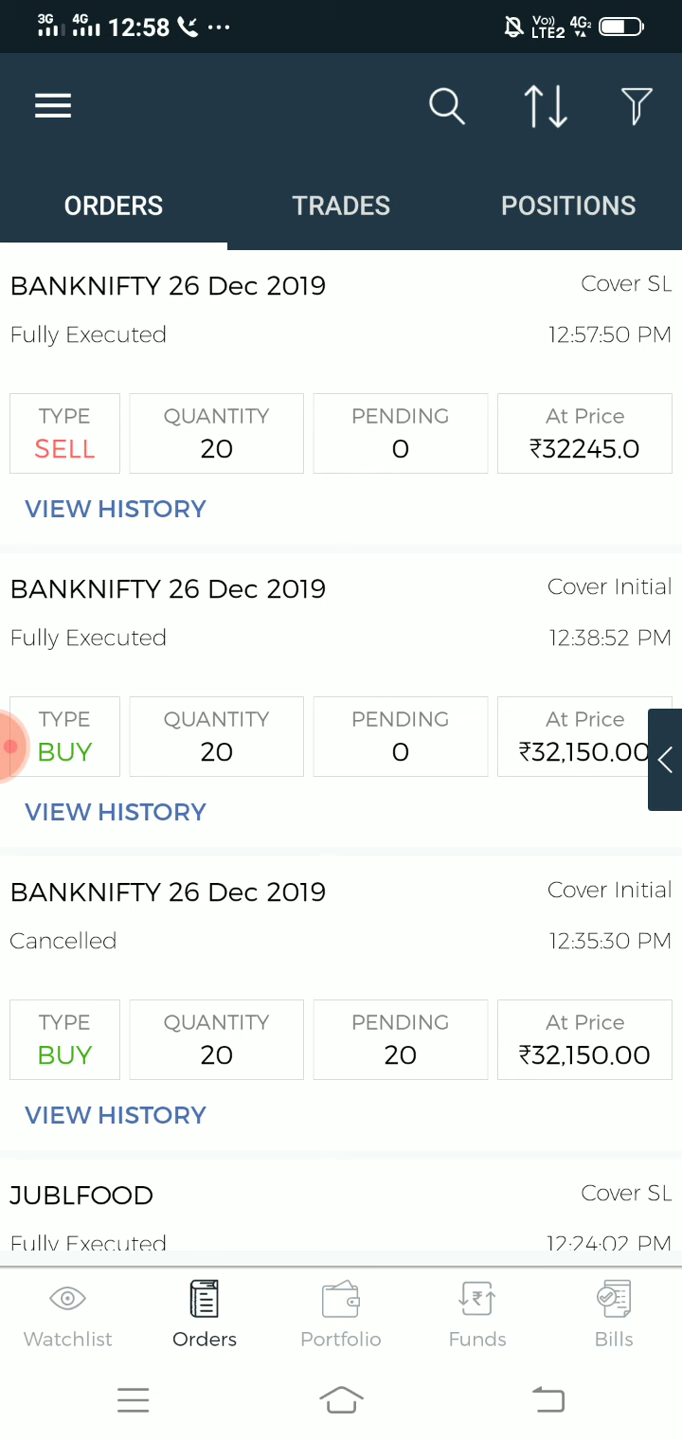 3G 4G 12:58 ... Vo) LTE2 4G2
ORDERS TRADES POSITIONS
BANKNIFTY 26 Dec 2019 Cover SL
Fully Executed 12:57:50 PM
TYPE QUANTITY PENDING At Price
SELL 20 0 ₹32245.0
VIEW HISTORY
BANKNIFTY 26 Dec 2019 Cover Initial
Fully Executed 12:38:52 PM
TYPE QUANTITY PENDING At Price
BUY 20 0 ₹32,150.00
VIEW HISTORY
BANKNIFTY 26 Dec 2019 Cover Initial
Cancelled 12:35:30 PM
TYPE QUANTITY PENDING At Price
BUY 20 20 ₹32,150.00
VIEW HISTORY
JUBLFOOD Cover SL
Fully Executed 12:24:02 PM
Watchlist Orders Portfolio Funds Bills